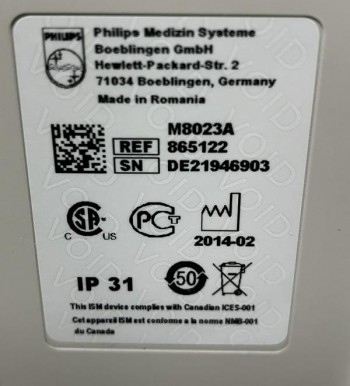 PHILIPS
Philips Medizin Systeme
Boeblingen GmbH
Hewlett-Packard-Str. 2
71034 Boeblingen, Germany
Made in Romania
M8023A
REF 865122
SN DE21946903
C US
2014-02
IP 31 50
This ISM device complies with Canadian ICES-001
Cet appareil ISM est conforme a la norme NMB-001
du Canada
VOID